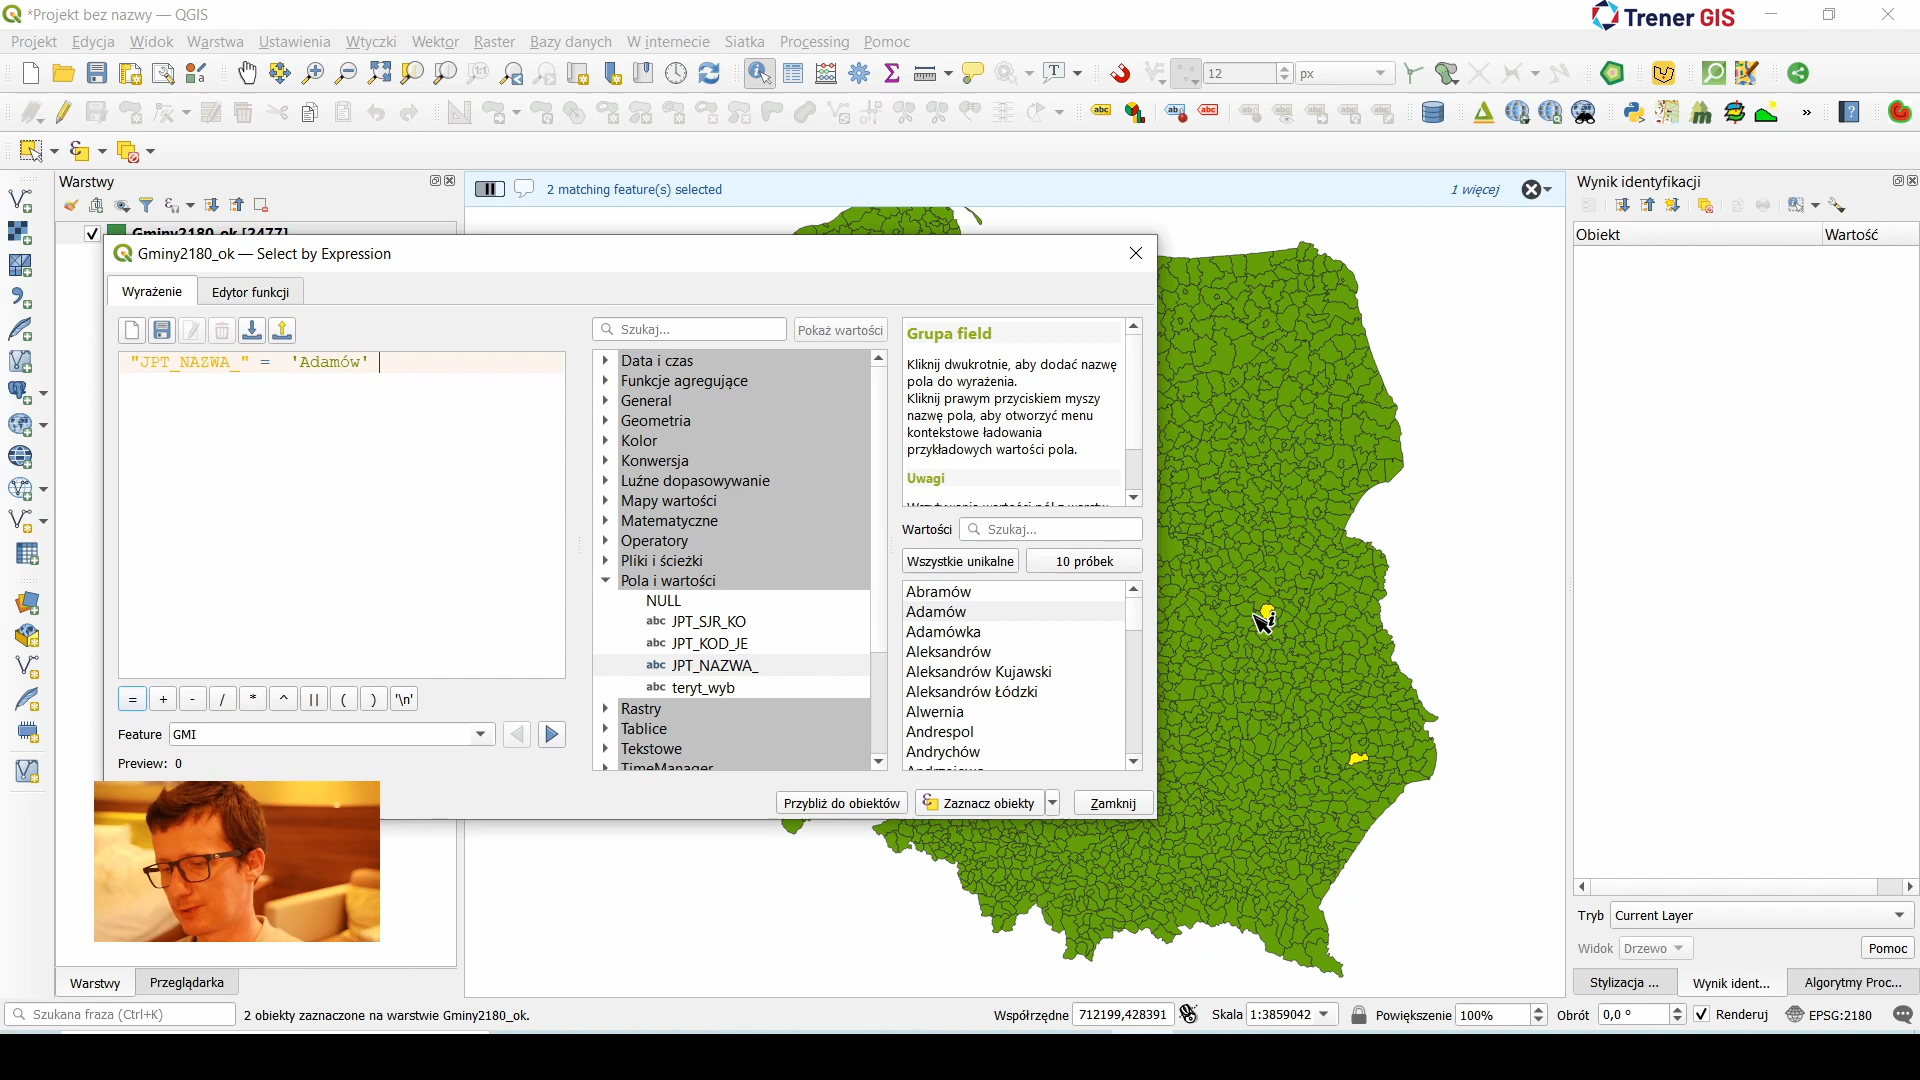 *Projekt bez nazwy — QGIS
Trener GIS
Projekt Edycja Widok Warstwa Ustawienia Wtyczki Wektor Raster Bazy danych W internecie Siatka Processing Pomoc
12 px
Warstwy
2 matching feature(s) selected
1 więcej
Wynik identyfikacji
Obiekt Wartość
Gminy2180_ok [2477]
Gminy2180_ok — Select by Expression
Wyrażenie Edytor funkcji
Szukaj... Pokaż wartości
"JPT_NAZWA_" = 'Adamów'
Data i czas
Funkcje agregujące
General
Geometria
Kolor
Konwersja
Luźne dopasowywanie
Mapy wartości
Matematyczne
Operatory
Pliki i ścieżki
Pola i wartości
NULL
abc JPT_SJR_KO
abc JPT_KOD_JE
abc JPT_NAZWA_
abc teryt_wyb
Rastry
Tablice
Tekstowe
TimeManager
Grupa field
Kliknij dwukrotnie, aby dodać nazwę
pola do wyrażenia.
Kliknij prawym przyciskiem myszy
nazwę pola, aby otworzyć menu
kontekstowe ładowania
przykładowych wartości pola.
Uwagi
Wartości Szukaj...
Wszystkie unikalne 10 próbek
Abramów
Adamów
Adamówka
Aleksandrów
Aleksandrów Kujawski
Aleksandrów Łódzki
Alwernia
Andrespol
Andrychów
= + - / * ^ || ( ) '\n'
Feature GMI
Preview: 0
Przybliż do obiektów Zaznacz obiekty Zamknij
Tryb Current Layer
Widok Drzewo Pomoc
Warstwy Przeglądarka
Stylizacja ... Wynik ident... Algorytmy Proc...
Szukana fraza (Ctrl+K) 2 obiekty zaznaczone na warstwie Gminy2180_ok. Współrzędne 712199,428391 Skala 1:3859042 Powiększenie 100% Obrót 0,0 ° Renderuj EPSG:2180